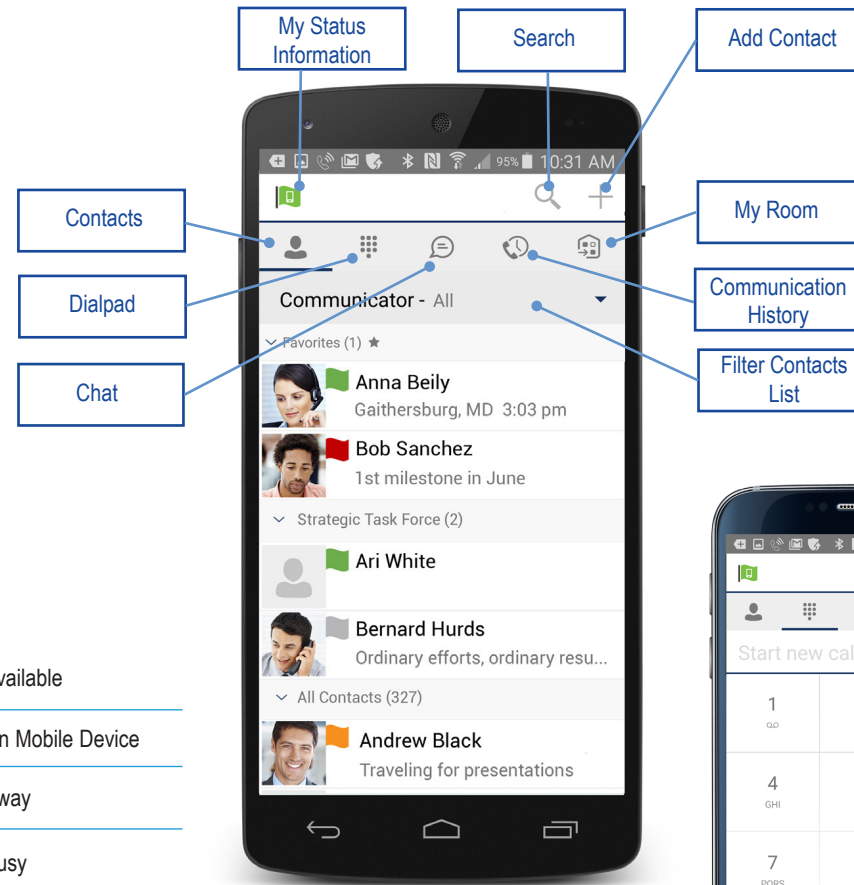 My Status
Information
Search
Add Contact
95% 10:31 AM
Contacts
My Room
Dialpad
Communication
History
Communicator - All
Filter Contacts
List
Chat
Favorites (1)
Anna Beily
Gaithersburg, MD 3:03 pm
Bob Sanchez
1st milestone in June
Strategic Task Force (2)
Ari White
Bernard Hurds
Ordinary efforts, ordinary resu...
All Contacts (327)
Andrew Black
Traveling for presentations
vailable
n Mobile Device
way
usy
Start new cal
1
4
GHI
7
PQRS